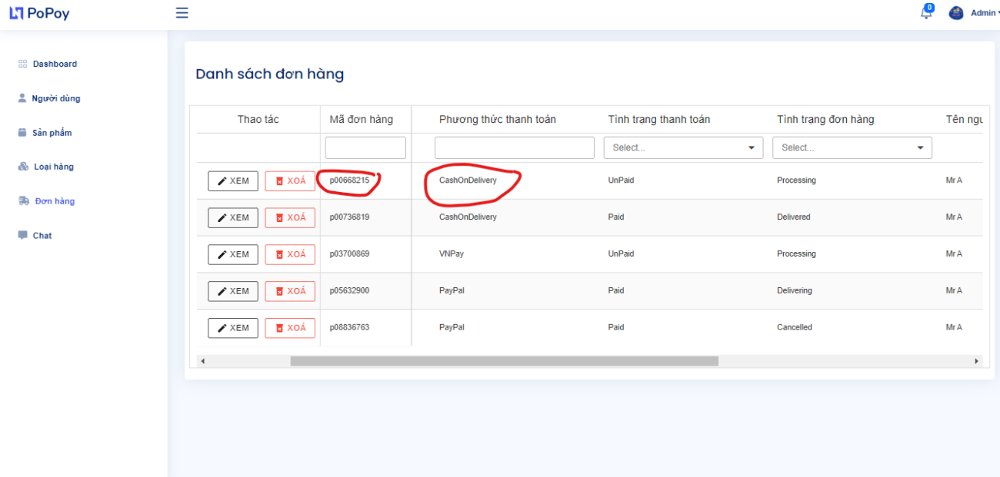 PoPoy
0
Admin
Dashboard
Người dùng
Sản phẩm
Loại hàng
Đơn hàng
Chat
Danh sách đơn hàng
Thao tác Mã đơn hàng Phương thức thanh toán Tình trạng thanh toán Tình trạng đơn hàng Tên ngu
Select... Select...
XEM XOÁ p00668215 CashOnDelivery UnPaid Processing Mr A
XEM XOÁ p00736819 CashOnDelivery Paid Delivered Mr A
XEM XOÁ p03700869 VNPay UnPaid Processing Mr A
XEM XOÁ p05632900 PayPal Paid Delivering Mr A
XEM XOÁ p08836763 PayPal Paid Cancelled Mr A